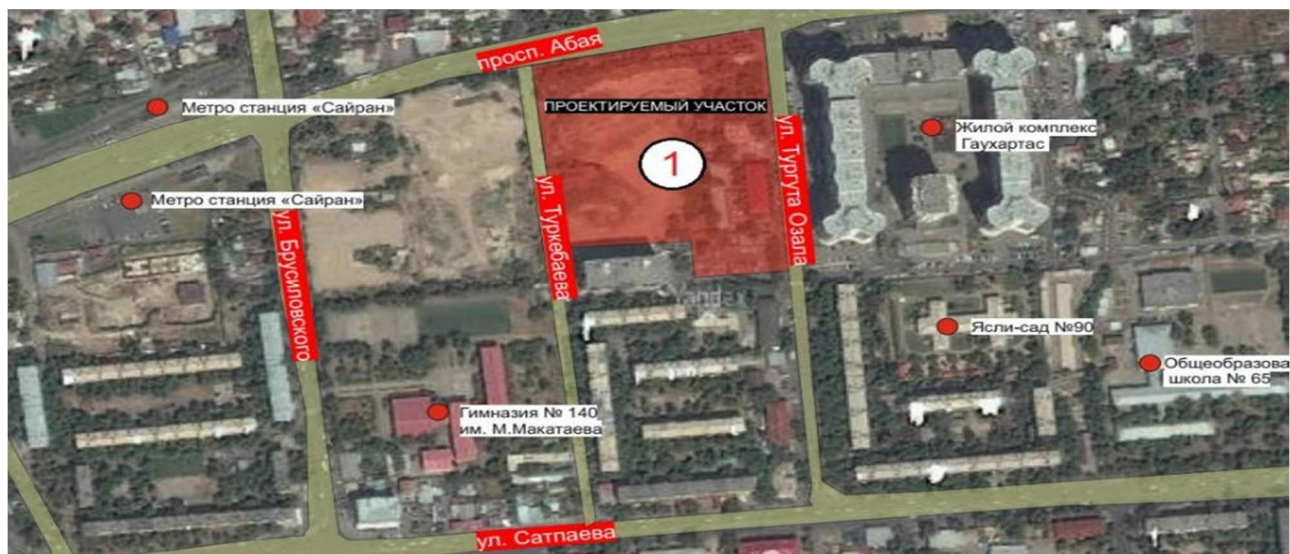 просп. Абая
Метро станция «Сайран»
ПРОЕКТИРУЕМЫЙ УЧАСТОК
1
ул. Тургута Озала
Жилой комплекс
Гаухартас
Метро станция «Сайран»
ул. Брусиловского
ул. Туркебаева
Yandex
Ясли-сад №90
Общеобразова
школа № 65
Гимназия № 140
им. М.Макатаева
ул. Сатпаева